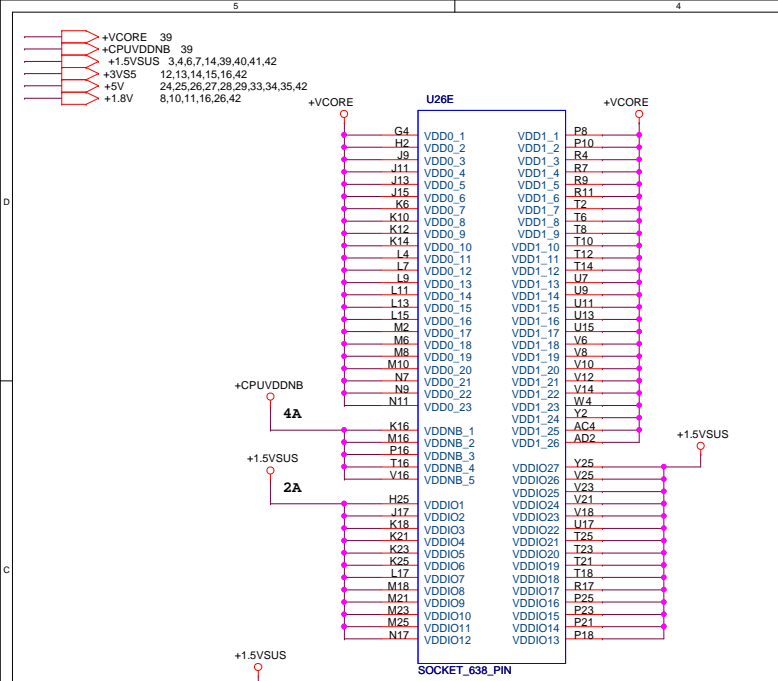 5 4
+VCORE 39
+CPUVDDNB 39
+1.5VSUS 3,4,6,7,14,39,40,41,42
+3VS5 12,13,14,15,16,42
+5V 24,25,26,27,28,29,33,34,35,42
+1.8V 8,10,11,16,26,42
U26E
+VCORE +VCORE
G4 VDD0_1 VDD1_1 P8
H2 VDD0_2 VDD1_2 P10
J9 VDD0_3 VDD1_3 R4
J11 VDD0_4 VDD1_4 R7
J13 VDD0_5 VDD1_5 R9
J15 VDD0_6 VDD1_6 R11
D
K6 VDD0_7 VDD1_7 T2
K10 VDD0_8 VDD1_8 T6
K12 VDD0_9 VDD1_9 T8
K14 VDD0_10 VDD1_10 T10
L4 VDD0_11 VDD1_11 T12
L7 VDD0_12 VDD1_12 T14
L9 VDD0_13 VDD1_13 U7
L11 VDD0_14 VDD1_14 U9
L13 VDD0_15 VDD1_15 U11
L15 VDD0_16 VDD1_16 U13
M2 VDD0_17 VDD1_17 U15
M6 VDD0_18 VDD1_18 V6
M8 VDD0_19 VDD1_19 V8
M10 VDD0_20 VDD1_20 V10
N7 VDD0_21 VDD1_21 V12
N9 VDD0_22 VDD1_22 V14
N11 VDD0_23 VDD1_23 W4
+CPUVDDNB
4A
VDD1_24 Y2
K16 VDDNB_1 VDD1_25 AC4
M16 VDDNB_2 VDD1_26 AD2
P16 VDDNB_3
T16 VDDNB_4 VDDIO27 Y25
V16 VDDNB_5 VDDIO26 V25
+1.5VSUS +1.5VSUS
2A
VDDIO25 V23
H25 VDDIO1 VDDIO24 V21
J17 VDDIO2 VDDIO23 V18
K18 VDDIO3 VDDIO22 U17
K21 VDDIO4 VDDIO21 T25
K23 VDDIO5 VDDIO20 T23
K25 VDDIO6 VDDIO19 T21
C
L17 VDDIO7 VDDIO18 T18
M18 VDDIO8 VDDIO17 R17
M21 VDDIO9 VDDIO16 P25
M23 VDDIO10 VDDIO15 P23
M25 VDDIO11 VDDIO14 P21
N17 VDDIO12 VDDIO13 P18
+1.5VSUS
SOCKET_638_PIN